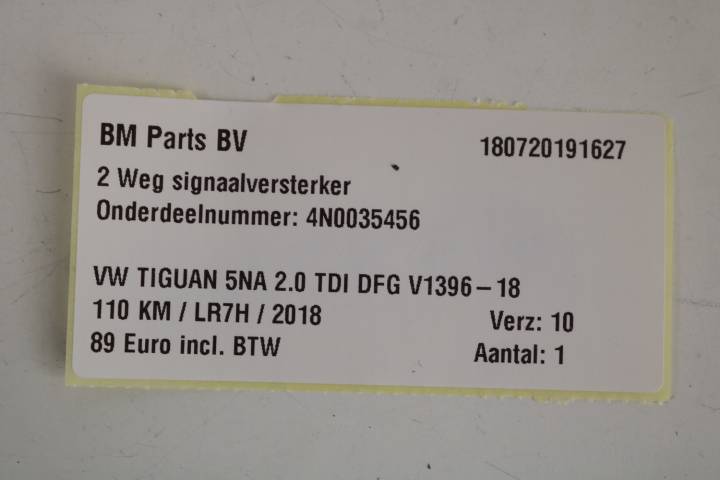 BM Parts BV 180720191627
2 Weg signaalversterker
Onderdeelnummer: 4N0035456
VW TIGUAN 5NA 2.0 TDI DFG V1396-18
110 KM / LR7H / 2018 Verz: 10
89 Euro incl. BTW Aantal: 1